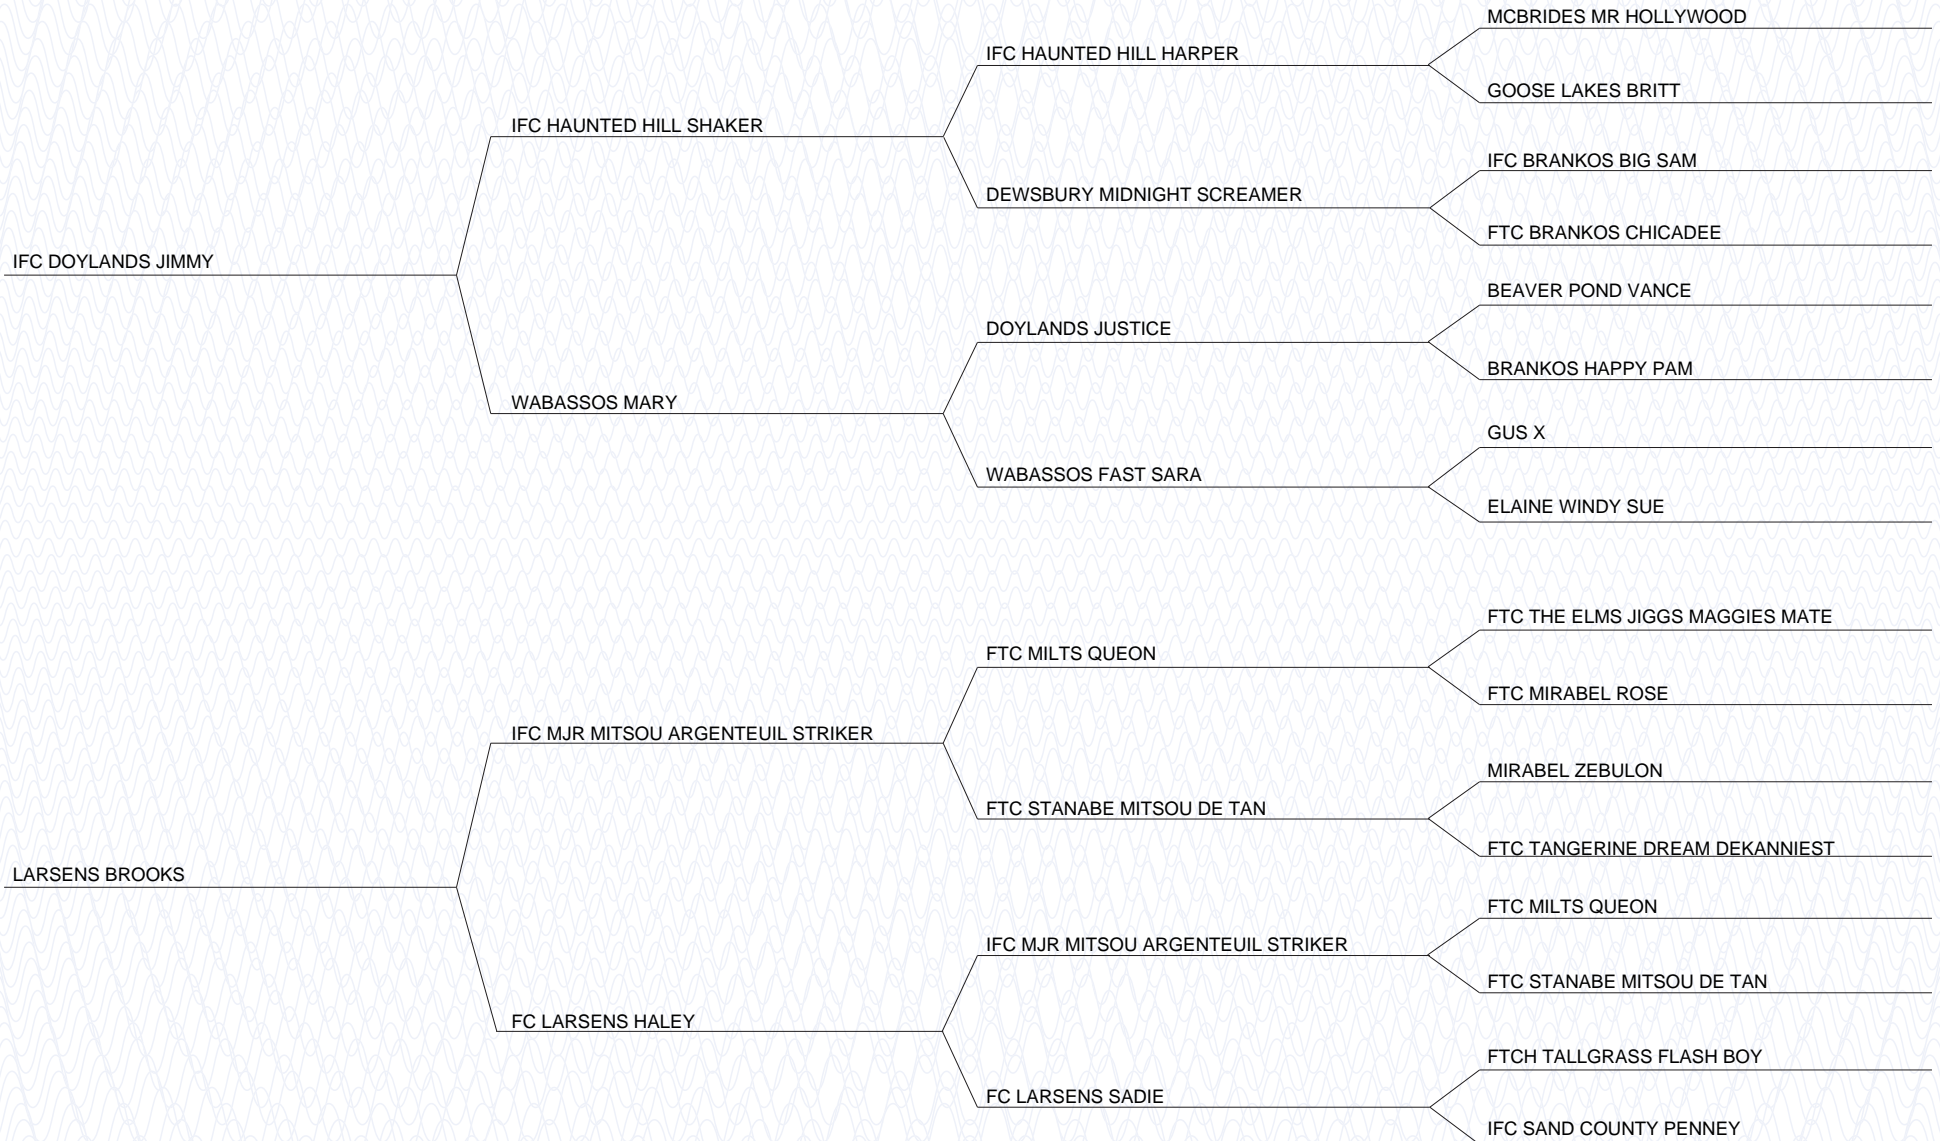 MCBRIDES MR HOLLYWOOD
IFC HAUNTED HILL HARPER
GOOSE LAKES BRITT
IFC HAUNTED HILL SHAKER
IFC BRANKOS BIG SAM
DEWSBURY MIDNIGHT SCREAMER
FTC BRANKOS CHICADEE
IFC DOYLANDS JIMMY
BEAVER POND VANCE
DOYLANDS JUSTICE
BRANKOS HAPPY PAM
WABASSOS MARY
GUS X
WABASSOS FAST SARA
ELAINE WINDY SUE
FTC THE ELMS JIGGS MAGGIES MATE
FTC MILTS QUEON
FTC MIRABEL ROSE
IFC MJR MITSOU ARGENTEUIL STRIKER
MIRABEL ZEBULON
FTC STANABE MITSOU DE TAN
FTC TANGERINE DREAM DEKANNIEST
LARSENS BROOKS
FTC MILTS QUEON
IFC MJR MITSOU ARGENTEUIL STRIKER
FTC STANABE MITSOU DE TAN
FC LARSENS HALEY
FTCH TALLGRASS FLASH BOY
FC LARSENS SADIE
IFC SAND COUNTY PENNEY